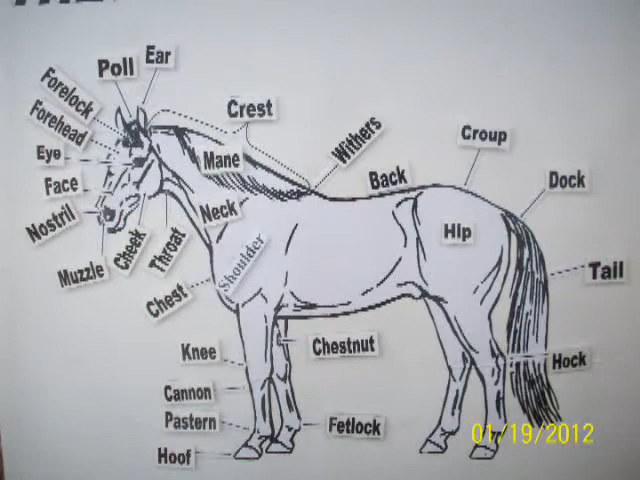 Ear
Poll
Forelock
Crest
Forehead
Withers
Croup
Eye
Mane
Back
Dock
Face
Neck
Nostril
Hip
Cheek
Throat
Shoulder
Muzzle
Tail
Chest
Knee
Chestnut
Hock
Cannon
Pastern
Fetlock
Hoof
01/19/2012